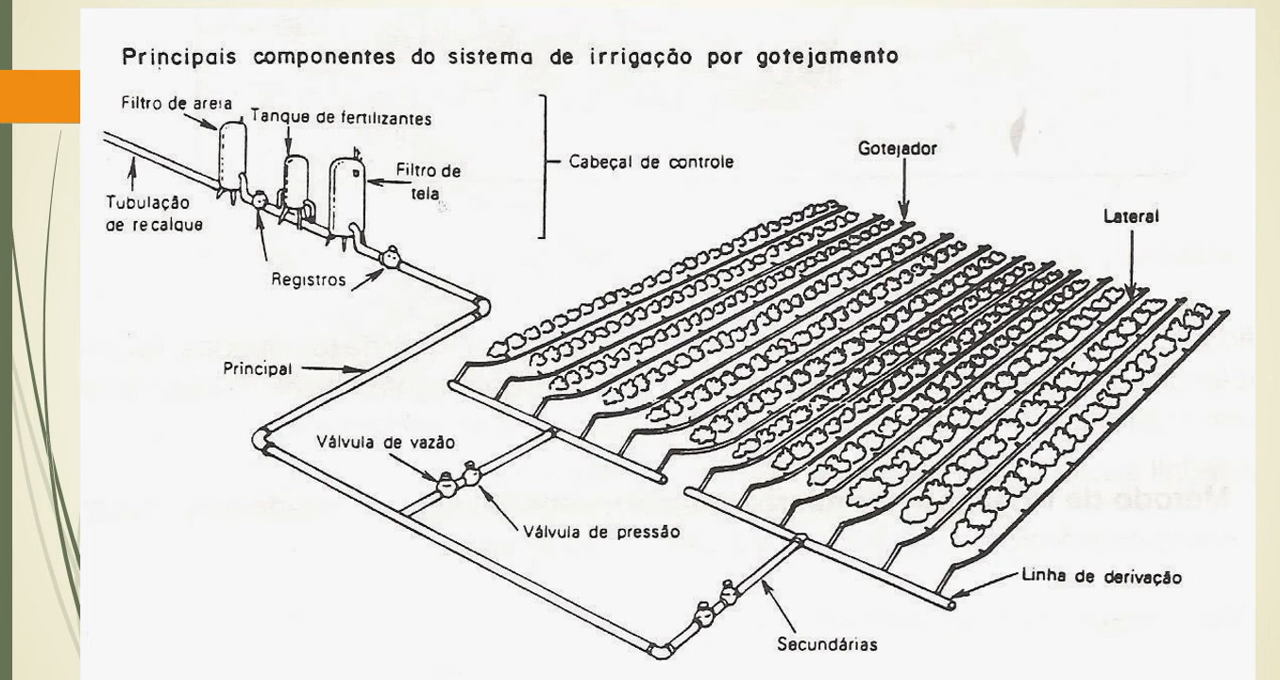 Principais componentes do sistema de irrigação por gotejamento
Filtro de areia
Tanque de fertilizantes
Filtro de
tela
Cabeçal de controle
Gotejador
Lateral
Tubulação
de recalque
Registros
Principal
Válvula de vazão
Válvula de pressão
Linha de derivação
Secundárias